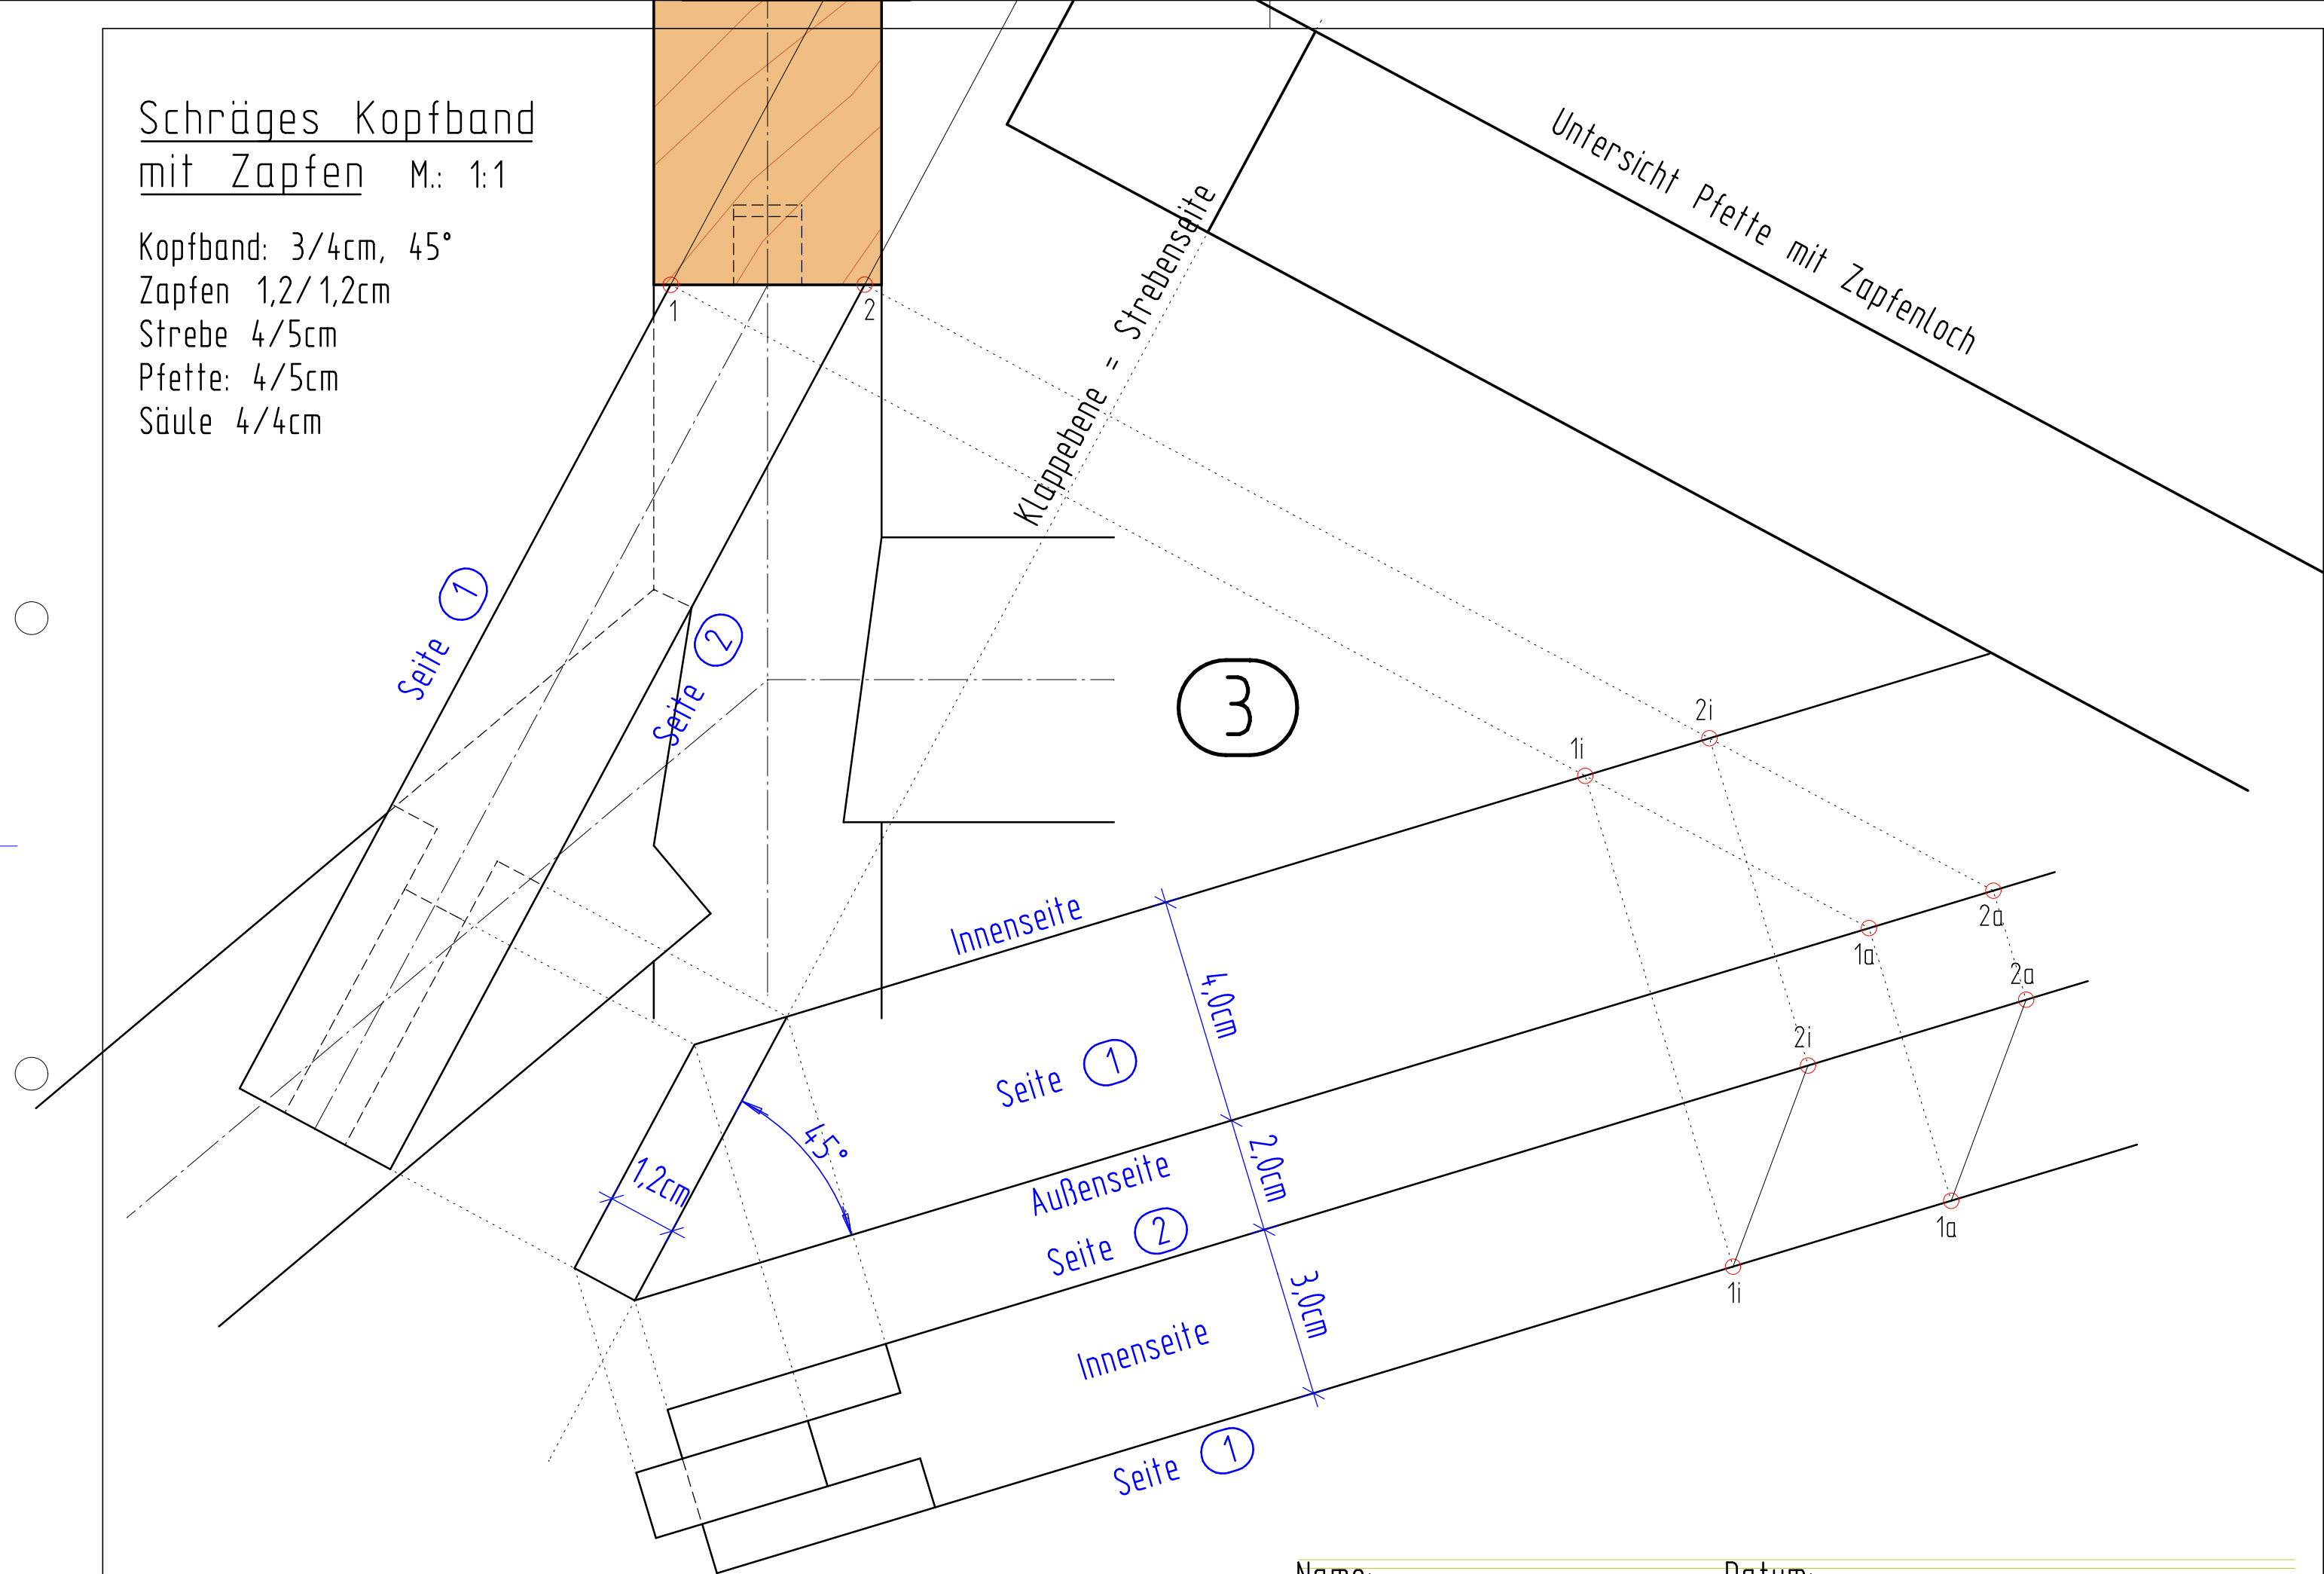 Schräges Kopfband
mit Zapfen M.: 1:1
Kopfband: 3/4cm, 45°
Zapfen 1,2/1,2cm
Strebe 4/5cm
Pfette: 4/5cm
Säule 4/4cm
Untersicht Pfette mit Zapfenloch
Klappebene = Strebenseite
1
2
Seite 1
Seite 2
3
2i
1i
2a
1a
Innenseite
4,0cm
Seite 1
2a
2i
45°
1,2cm
Außenseite
2,0cm
Seite 2
1a
1i
3,0cm
Innenseite
Seite 1
Name:
Datum: